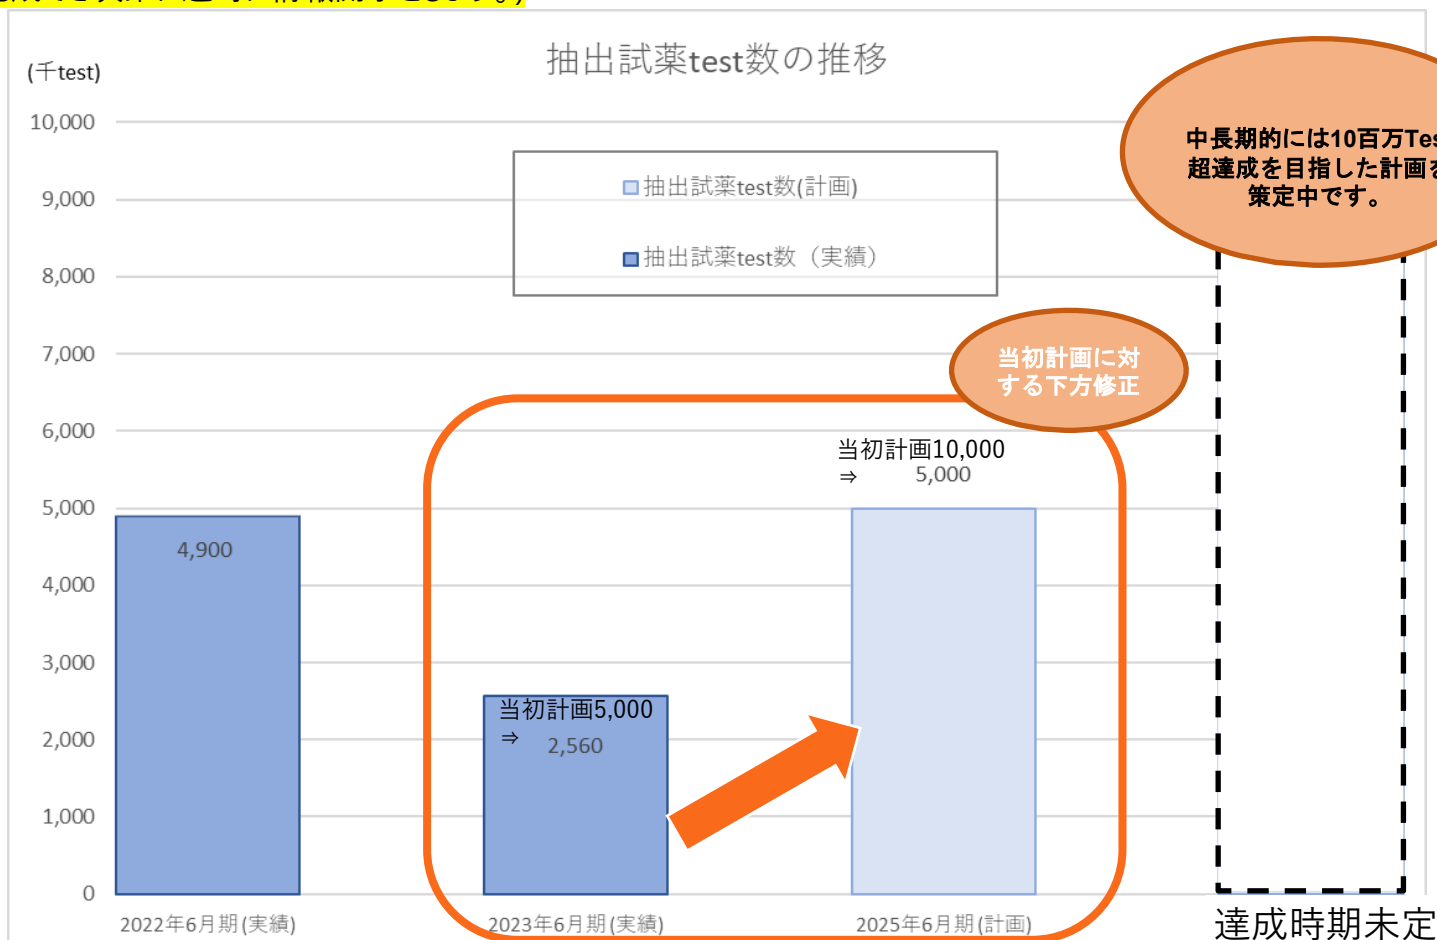 抽出試薬test数の推移
(千test)
10,000
9,000
8,000
7,000
6,000
5,000
4,000
3,000
2,000
1,000
0
抽出試薬test数(計画)
抽出試薬test数（実績）
中長期的には10百万Tes
超達成を目指した計画を
策定中です。
当初計画に対
する下方修正
当初計画10,000
⇒ 5,000
4,900
当初計画5,000
⇒ 2,560
2022年6月期(実績)
2023年6月期(実績)
2025年6月期(計画)
達成時期未定